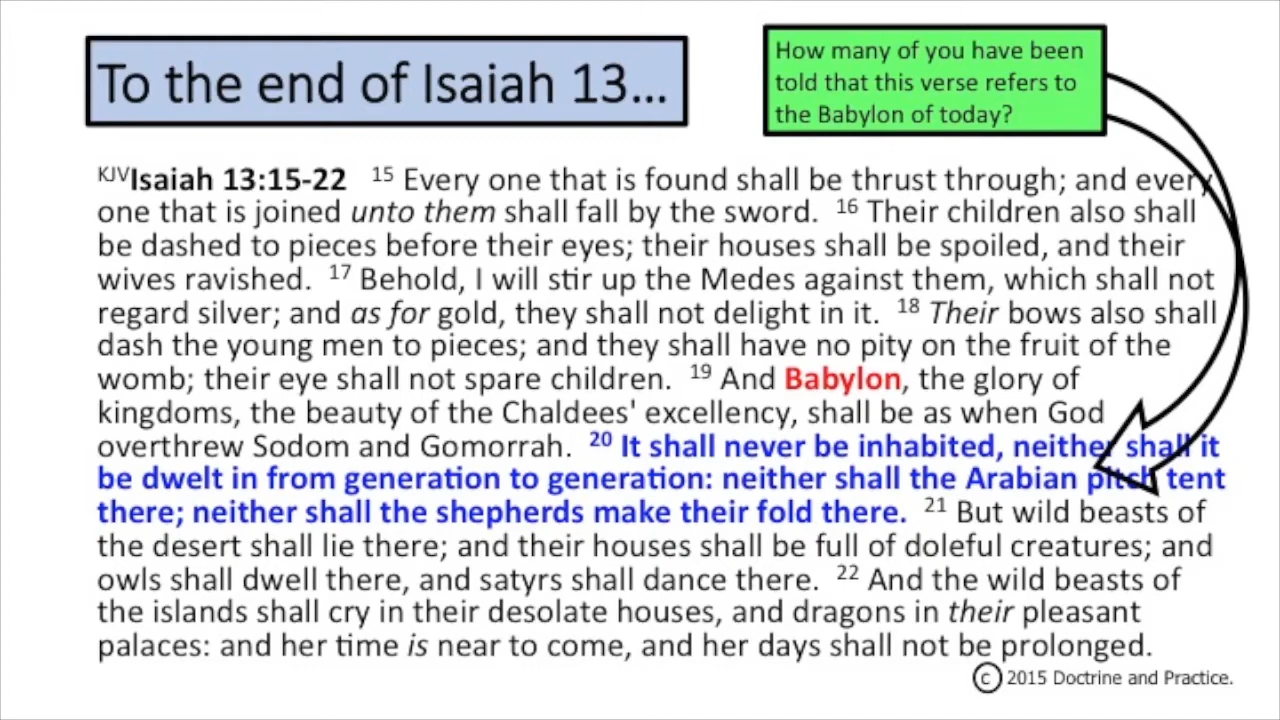 To the end of Isaiah 13...
How many of you have been
told that this verse refers to
the Babylon of today?
KJVIsaiah 13:15-22 15 Every one that is found shall be thrust through; and every
one that is joined unto them shall fall by the sword. 16 Their children also shall
be dashed to pieces before their eyes; their houses shall be spoiled, and their
wives ravished. 17 Behold, I will stir up the Medes against them, which shall not
regard silver; and as for gold, they shall not delight in it. 18 Their bows also shall
dash the young men to pieces; and they shall have no pity on the fruit of the
womb; their eye shall not spare children. 19 And Babylon, the glory of
kingdoms, the beauty of the Chaldees' excellency, shall be as when God
overthrew Sodom and Gomorrah. 20 It shall never be inhabited, neither shall it
be dwelt in from generation to generation: neither shall the Arabian pitch tent
there; neither shall the shepherds make their fold there. 21 But wild beasts of
the desert shall lie there; and their houses shall be full of doleful creatures; and
owls shall dwell there, and satyrs shall dance there. 22 And the wild beasts of
the islands shall cry in their desolate houses, and dragons in their pleasant
palaces: and her time is near to come, and her days shall not be prolonged.
© 2015 Doctrine and Practice.